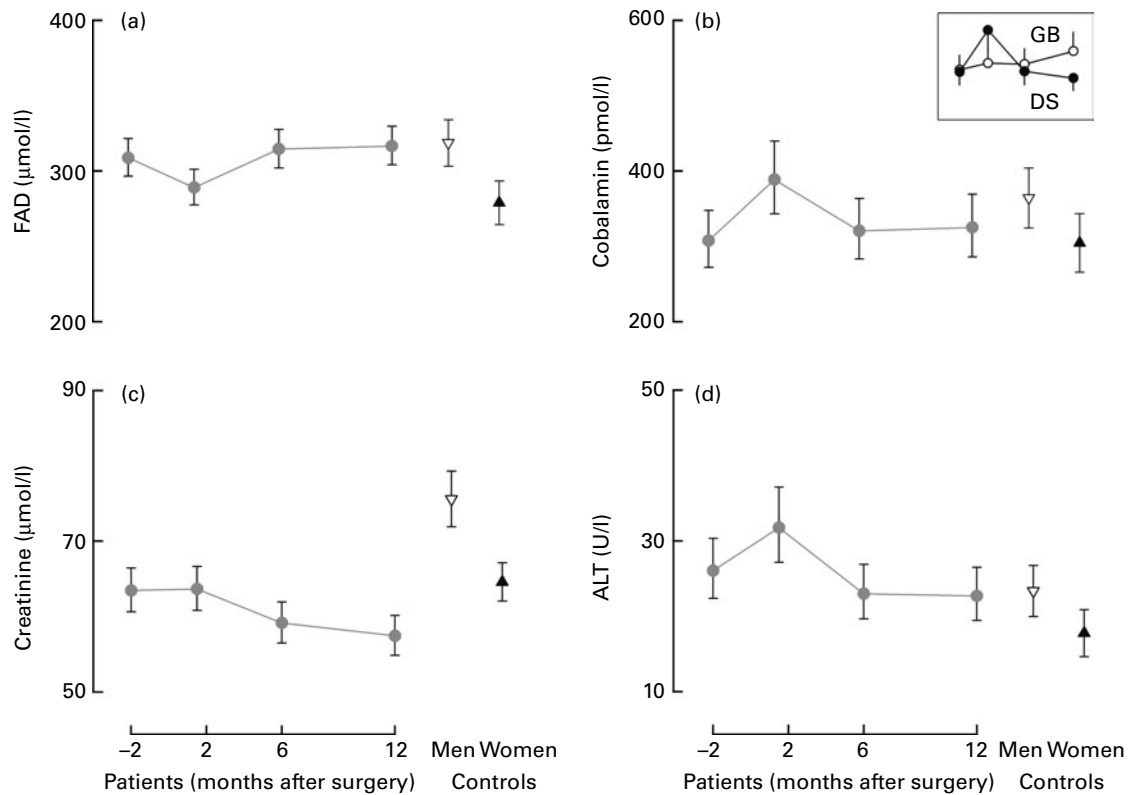 (a)
400
300
200
FAD (μmol/l)
(b)
600
400
200
Cobalamin (pmol/l)
GB
DS
(c)
90
70
50
Creatinine (μmol/l)
–2 2 6 12
Patients (months after surgery)
Men Women
Controls
(d)
50
30
10
ALT (U/l)
–2 2 6 12
Patients (months after surgery)
Men Women
Controls